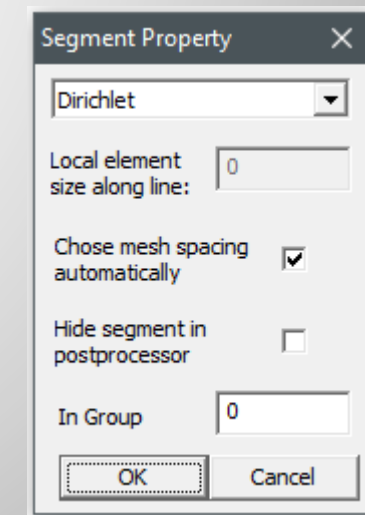 Segment Property
Dirichlet
Local element
size along line:
0
Chose mesh spacing
automatically
Hide segment in
postprocessor
In Group
0
OK
Cancel